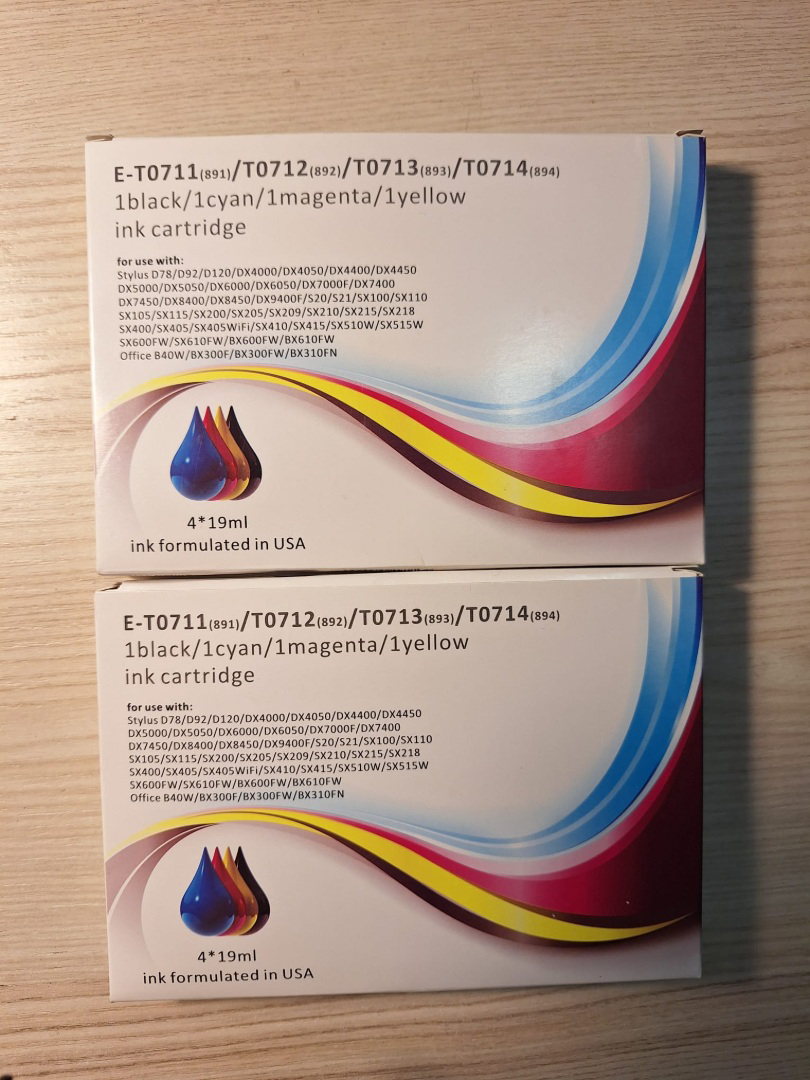 E-T0711(891)/T0712(892)/T0713(893)/T0714(894)
1black/1cyan/1magenta/1yellow
ink cartridge
for use with:
Stylus D78/D92/D120/DX4000/DX4050/DX4400/DX4450
DX5000/DX5050/DX6000/DX6050/DX7000F/DX7400
DX7450/DX8400/DX8450/DX9400F/S20/S21/SX100/SX110
SX105/SX115/SX200/SX205/SX209/SX210/SX215/SX218
SX400/SX405/SX405WiFi/SX410/SX415/SX510W/SX515W
SX600FW/SX610FW/BX600FW/BX610FW
Office B40W/BX300F/BX300FW/BX310FN
4*19ml
ink formulated in USA
E-T0711(891)/T0712(892)/T0713(893)/T0714(894)
1black/1cyan/1magenta/1yellow
ink cartridge
for use with:
Stylus D78/D92/D120/DX4000/DX4050/DX4400/DX4450
DX5000/DX5050/DX6000/DX6050/DX7000F/DX7400
DX7450/DX8400/DX8450/DX9400F/S20/S21/SX100/SX110
SX105/SX115/SX200/SX205/SX209/SX210/SX215/SX218
SX400/SX405/SX405WiFi/SX410/SX415/SX510W/SX515W
SX600FW/SX610FW/BX600FW/BX610FW
Office B40W/BX300F/BX300FW/BX310FN
4*19ml
ink formulated in USA